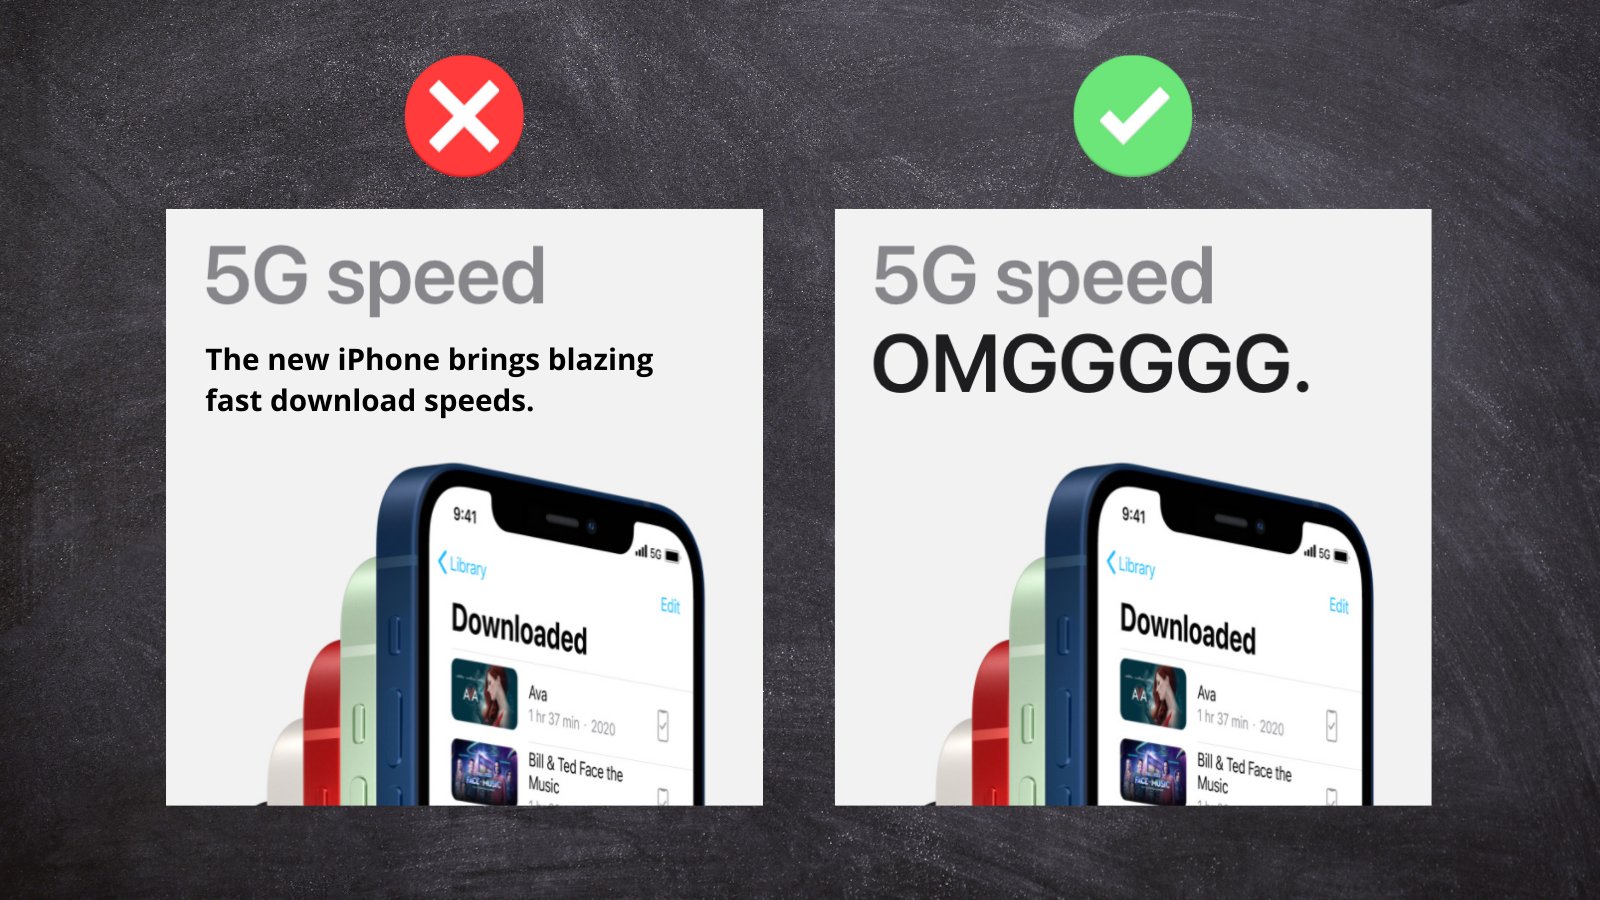 5G speed
The new iPhone brings blazing
fast download speeds.
9:41
5G
Library
Edit
Downloaded
AVA
Ava
1 hr 37 min · 2020
Bill & Ted Face the
Music
5G speed
OMGGGGG.
9:41
5G
Library
Edit
Downloaded
AVA
Ava
1 hr 37 min · 2020
Bill & Ted Face the
Music